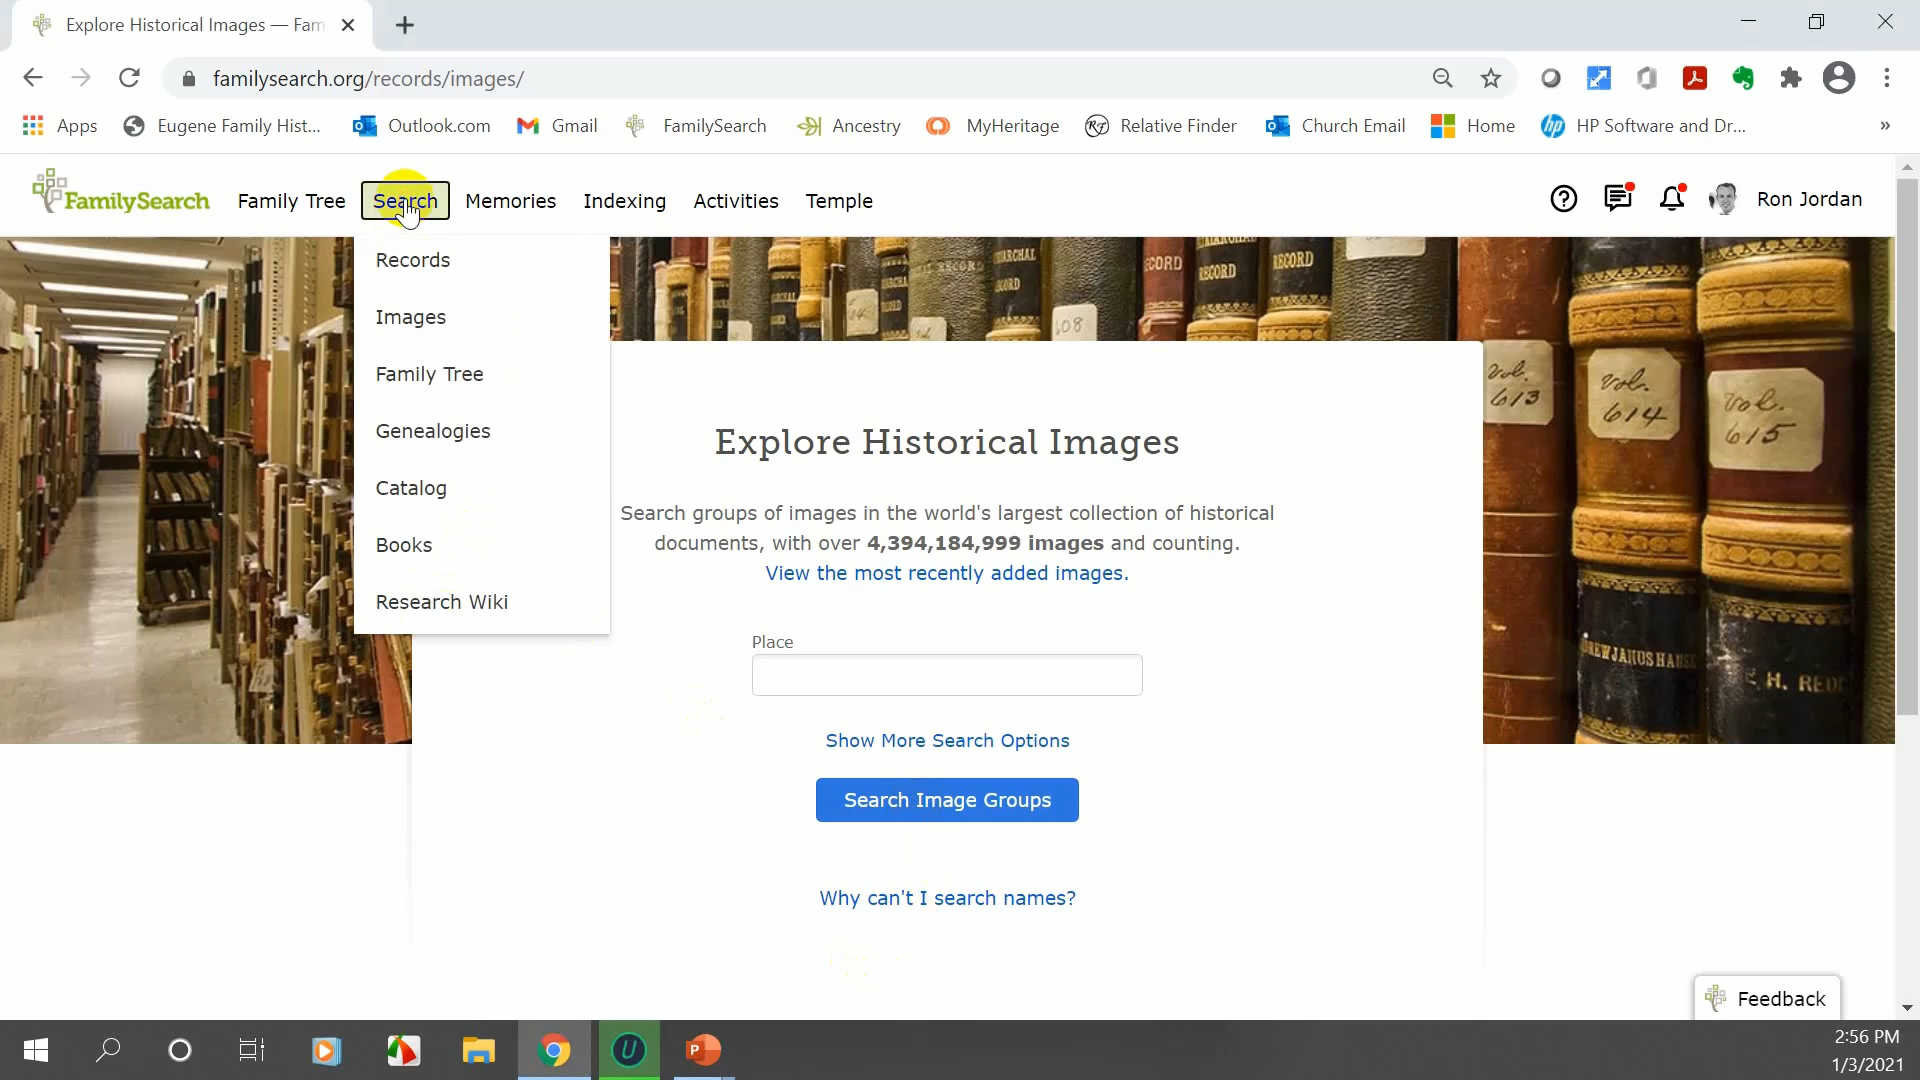 Explore Historical Images — Fam
familysearch.org/records/images/
Apps
Eugene Family Hist...
Outlook.com
Gmail
FamilySearch
Ancestry
MyHeritage
Relative Finder
Church Email
Home
HP Software and Dr...
»
FamilySearch
Family Tree
Search
Memories
Indexing
Activities
Temple
Ron Jordan
Records
Images
Family Tree
Genealogies
Catalog
Books
Research Wiki
RECORD
RECORD
RECORD
608
Vol. 613
Vol. 614
Vol. 615
Explore Historical Images
Search groups of images in the world's largest collection of historical
documents, with over 4,394,184,999 images and counting.
View the most recently added images.
Place
Show More Search Options
Search Image Groups
Why can't I search names?
Feedback
2:56 PM
1/3/2021